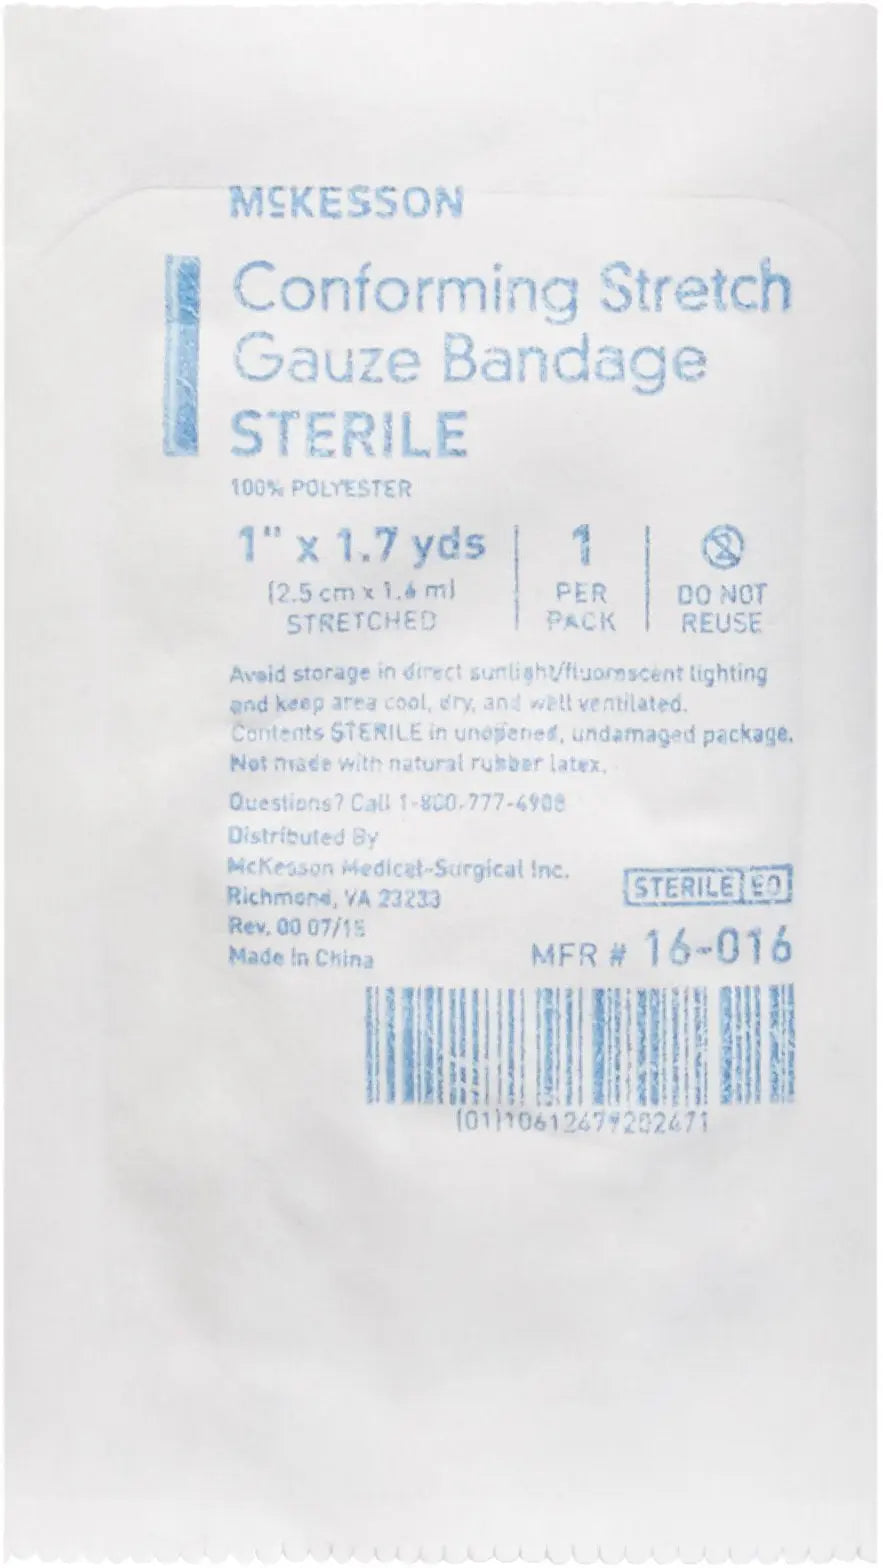 McKESSON
Conforming Stretch
Gauze Bandage
STERILE
100% POLYESTER
1" x 1.7 yds
(2.5 cm x 1.6 m)
STRETCHED
1
PER
PACK
2
DO NOT
REUSE
Avoid storage in direct sunlight/fluorescent lighting
and keep area cool, dry, and well ventilated.
Contents STERILE in unopened, undamaged package.
Not made with natural rubber latex.
Questions? Call 1-800-777-4908
Distributed By
McKesson Medical-Surgical Inc.
Richmond, VA 23233
Rev. 00 07/15
Made In China
STERILE EO
MFR # 16-016
(01)10612479202671